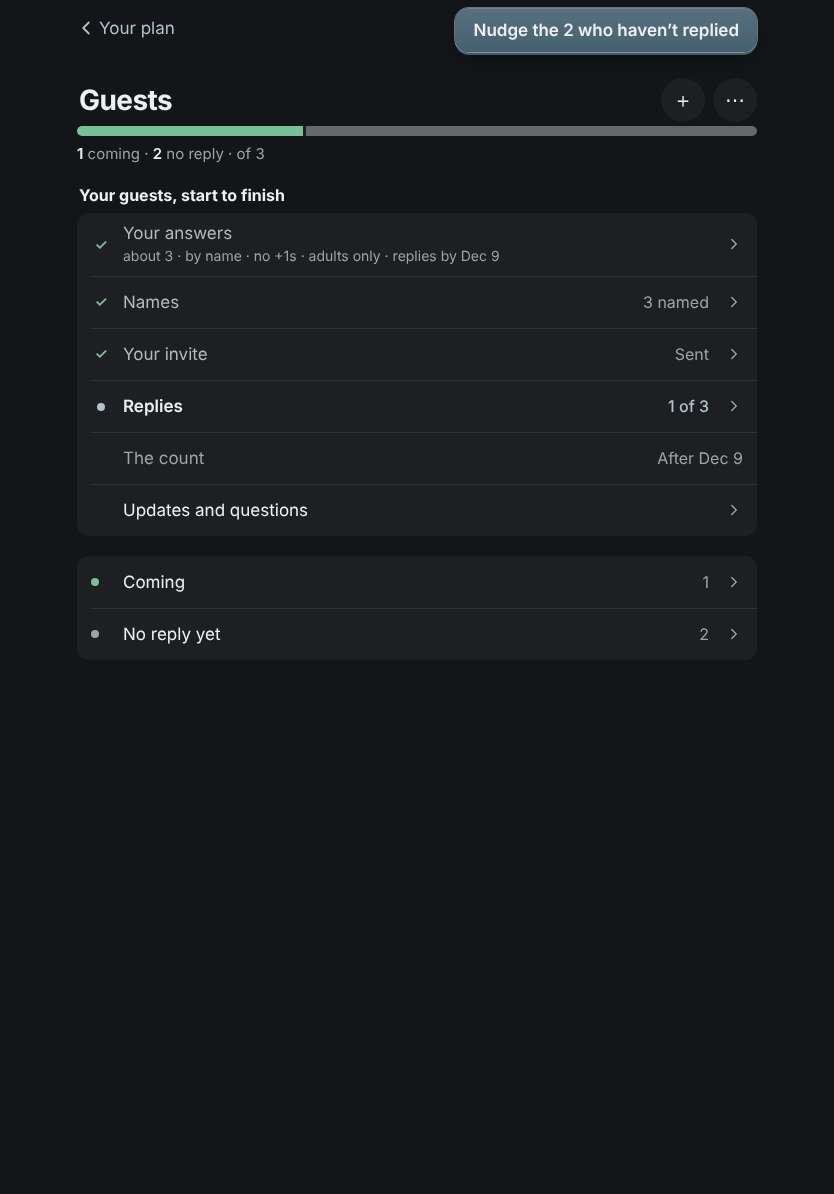 Your plan
Nudge the 2 who haven’t replied
Guests
1 coming · 2 no reply · of 3
Your guests, start to finish
Your answers
about 3 · by name · no +1s · adults only · replies by Dec 9
Names 3 named
Your invite Sent
Replies 1 of 3
The count After Dec 9
Updates and questions
Coming 1
No reply yet 2